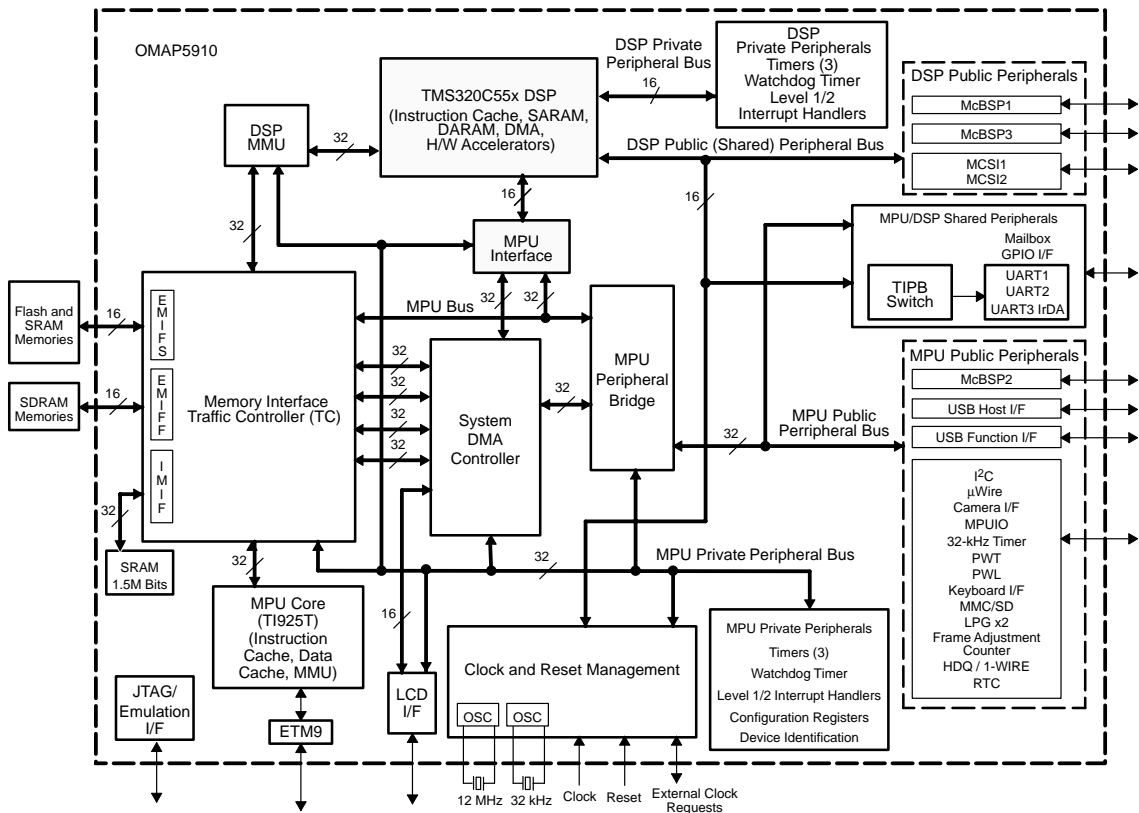 OMAP5910
DSP Private
Peripheral Bus
16
DSP
Private Peripherals
Timers (3)
Watchdog Timer
Level 1/2
Interrupt Handlers
TMS320C55x DSP
(Instruction Cache, SARAM,
DARAM, DMA,
H/W Accelerators)
DSP
MMU
32
DSP Public (Shared) Peripheral Bus
16
DSP Public Peripherals
McBSP1
McBSP3
MCSI1
MCSI2
32
16
MPU
Interface
32
32
MPU/DSP Shared Peripherals
Mailbox
GPIO I/F
TIPB
Switch
UART1
UART2
UART3 IrDA
Flash and
SRAM
Memories
16
SDRAM
Memories
16
EMIFS
EMIFF
IMIF
Memory Interface
Traffic Controller (TC)
MPU Bus
32
32
32
32
System
DMA
Controller
32
MPU
Peripheral
Bridge
32
MPU Public
Perripheral Bus
MPU Public Peripherals
McBSP2
USB Host I/F
USB Function I/F
I²C
μWire
Camera I/F
MPUIO
32-kHz Timer
PWT
PWL
Keyboard I/F
MMC/SD
LPG x2
Frame Adjustment
Counter
HDQ / 1-WIRE
RTC
32
SRAM
1.5M Bits
32
32
MPU Private Peripheral Bus
MPU Core
(TI925T)
(Instruction
Cache, Data
Cache, MMU)
16
JTAG/
Emulation
I/F
ETM9
LCD
I/F
Clock and Reset Management
OSC
OSC
12 MHz
32 kHz
Clock
Reset
External Clock
Requests
MPU Private Peripherals
Timers (3)
Watchdog Timer
Level 1/2 Interrupt Handlers
Configuration Registers
Device Identification